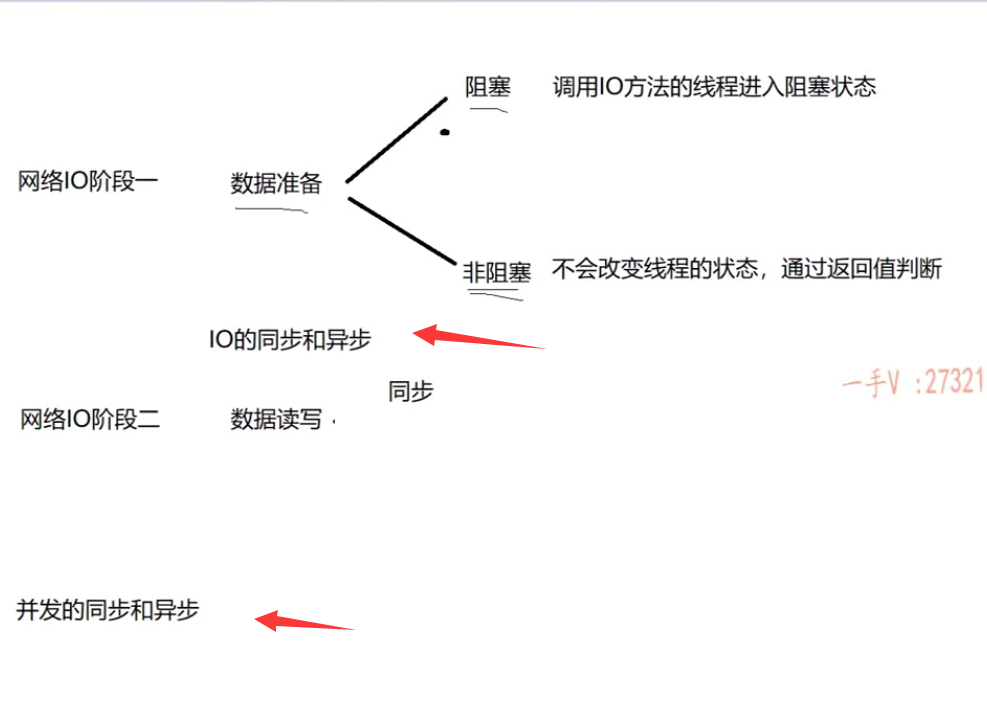 阻塞 调用IO方法的线程进入阻塞状态
网络IO阶段一 数据准备
非阻塞 不会改变线程的状态，通过返回值判断
IO的同步和异步
一手V :27321
同步
网络IO阶段二 数据读写
并发的同步和异步